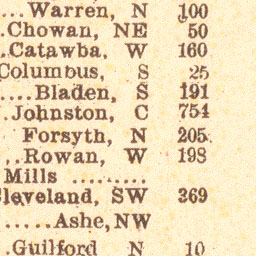 ....Warren, N 100
.Chowan, NE 50
.Catawba, W 160
Columbus, S 25
....Bladen, S 191
.Johnston, C 754
Forsyth, N 205
...Rowan, W 198
Mills .........
Cleveland, SW 369
......Ashe, NW
.Guilford N 10